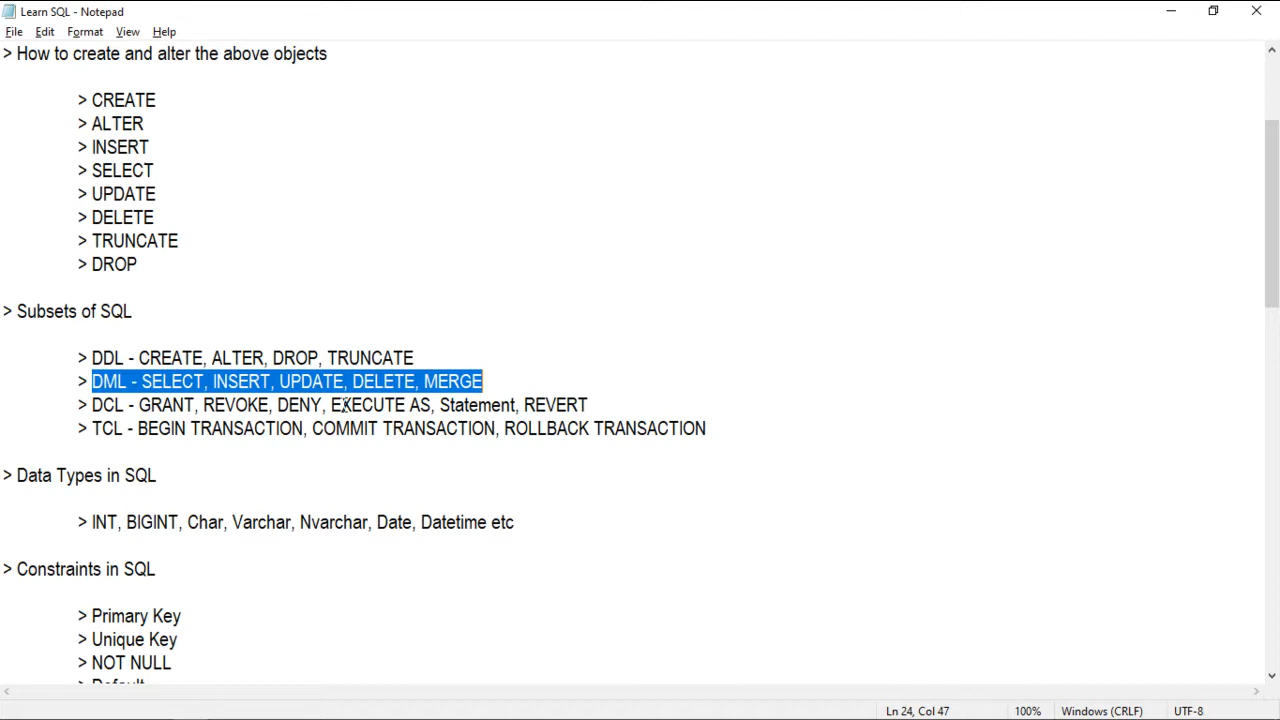 Learn SQL - Notepad
File Edit Format View Help
> How to create and alter the above objects
> CREATE
> ALTER
> INSERT
> SELECT
> UPDATE
> DELETE
> TRUNCATE
> DROP
> Subsets of SQL
> DDL - CREATE, ALTER, DROP, TRUNCATE
> DML - SELECT, INSERT, UPDATE, DELETE, MERGE
> DCL - GRANT, REVOKE, DENY, EXECUTE AS, Statement, REVERT
> TCL - BEGIN TRANSACTION, COMMIT TRANSACTION, ROLLBACK TRANSACTION
> Data Types in SQL
> INT, BIGINT, Char, Varchar, Nvarchar, Date, Datetime etc
> Constraints in SQL
> Primary Key
> Unique Key
> NOT NULL
> Default
Ln 24, Col 47 100% Windows (CRLF) UTF-8